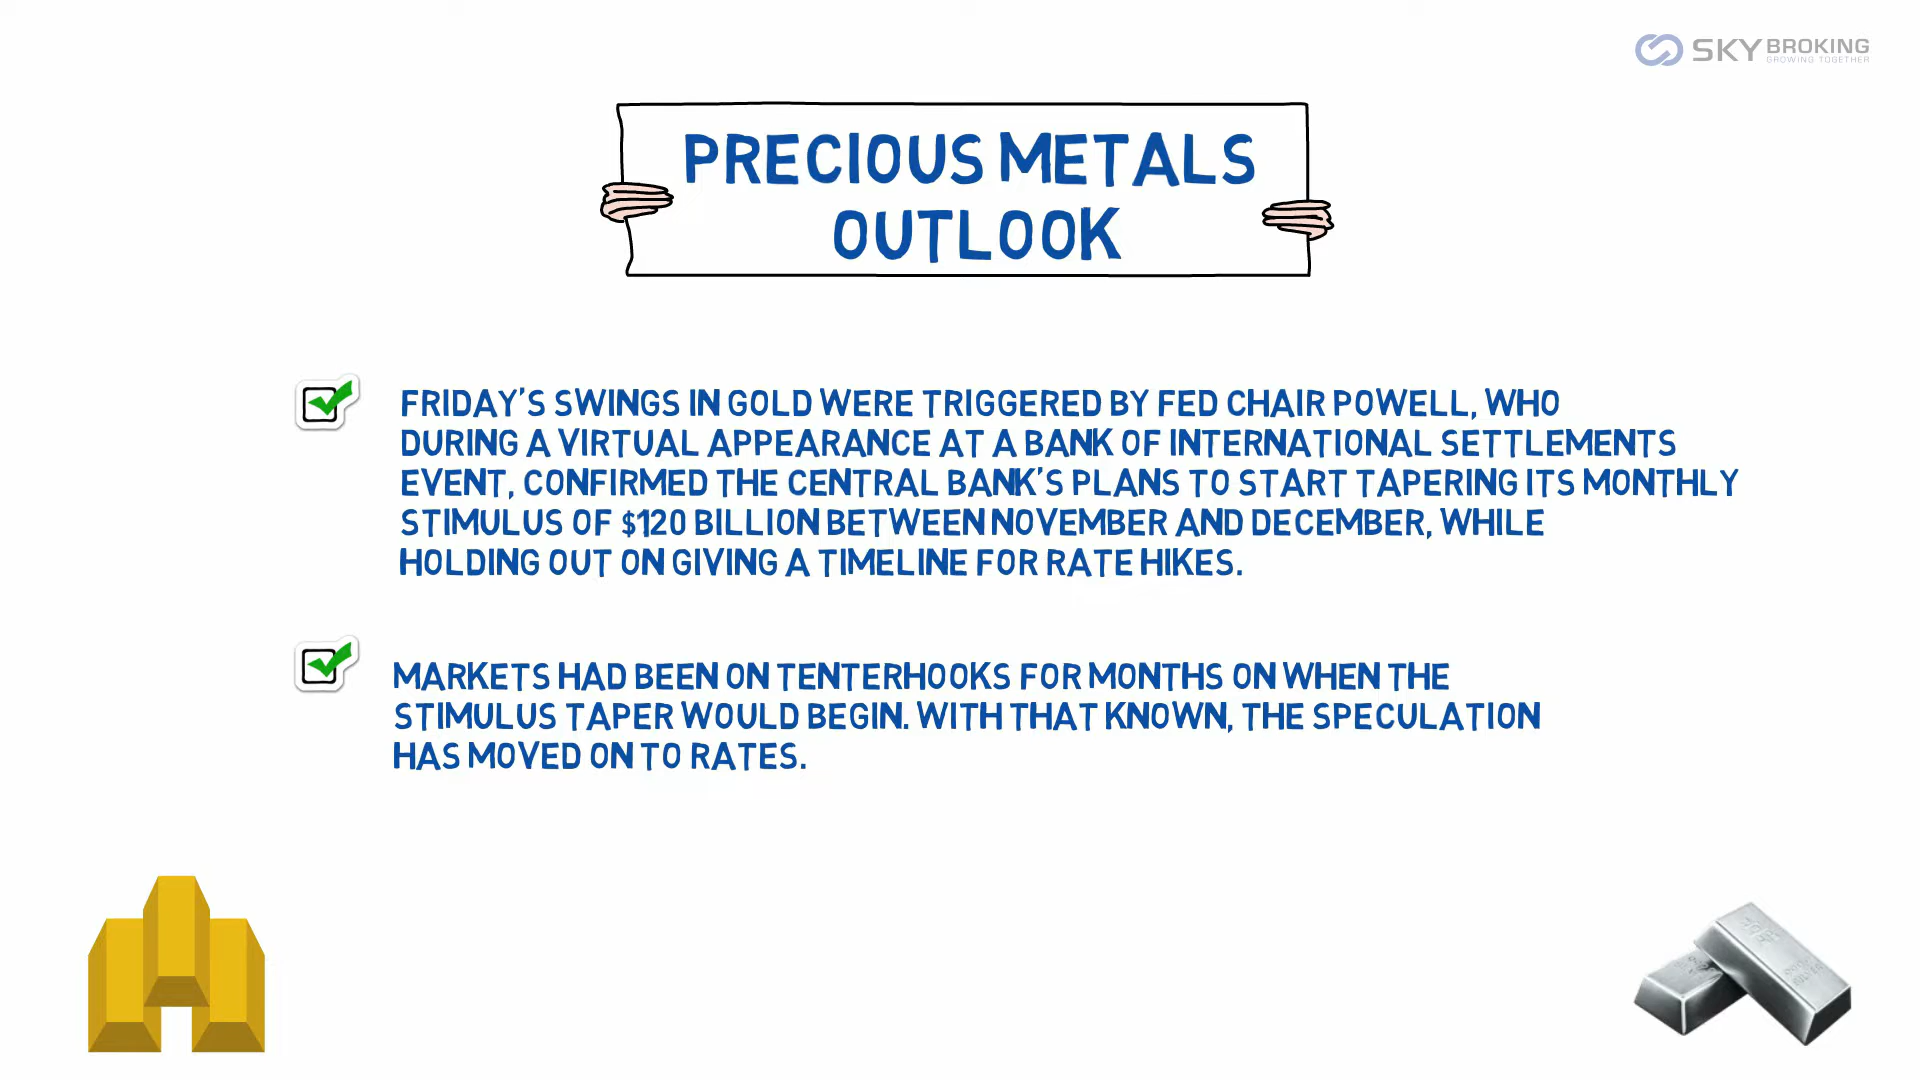 SKY BROKING
GROWING TOGETHER
PRECIOUS METALS
OUTLOOK
FRIDAY'S SWINGS IN GOLD WERE TRIGGERED BY FED CHAIR POWELL, WHO
DURING A VIRTUAL APPEARANCE AT A BANK OF INTERNATIONAL SETTLEMENTS
EVENT, CONFIRMED THE CENTRAL BANK'S PLANS TO START TAPERING ITS MONTHLY
STIMULUS OF $120 BILLION BETWEEN NOVEMBER AND DECEMBER, WHILE
HOLDING OUT ON GIVING A TIMELINE FOR RATE HIKES.
MARKETS HAD BEEN ON TENTERHOOKS FOR MONTHS ON WHEN THE
STIMULUS TAPER WOULD BEGIN. WITH THAT KNOWN, THE SPECULATION
HAS MOVED ON TO RATES.